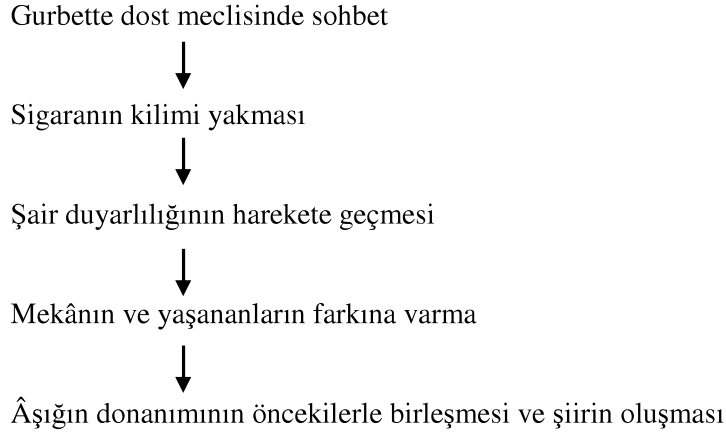 Gurbette dost meclisinde sohbet
Sigaranın kilimi yakması
Şair duyarlılığının harekete geçmesi
Mekânın ve yaşananların farkına varma
Âşığın donanımının öncekilerle birleşmesi ve şiirin oluşması